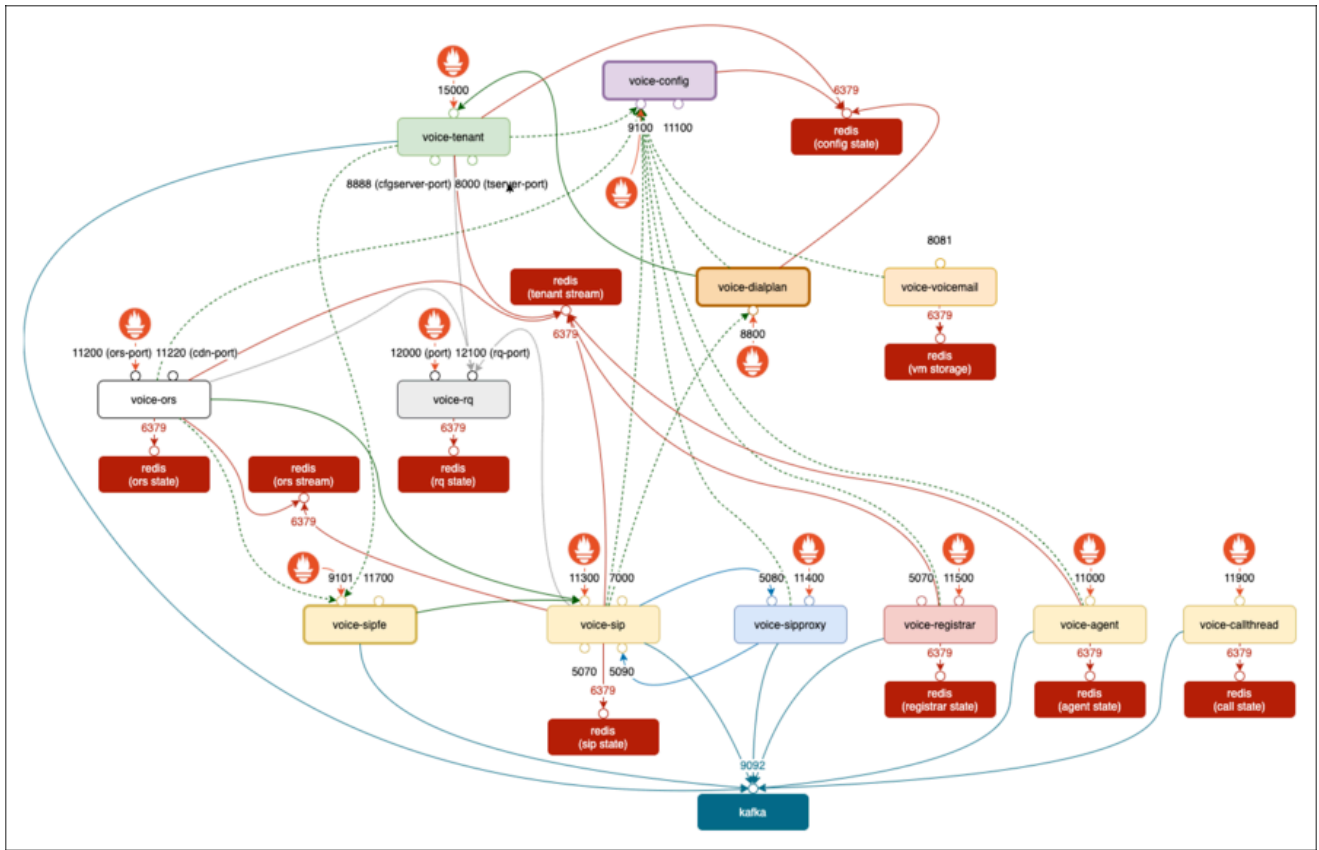 voice-config
15000
6379
9100
11100
voice-tenant
redis
(config state)
8888 (cfgserver-port)
8000 (tserver-port)
8081
redis
(tenant stream)
voice-dialplan
voice-voicemail
6379
8800
6379
11200 (ors-port)
11220 (cdn-port)
12000 (port)
12100 (rq-port)
redis
(vm storage)
voice-ors
voice-rq
6379
6379
redis
(ors state)
redis
(ors stream)
redis
(rq state)
6379
9101
11700
11300
7000
5080
11400
5070
11500
11000
11900
voice-sipfe
voice-sip
voice-sipproxy
voice-registrar
voice-agent
voice-callthread
5070
5090
6379
6379
6379
6379
redis
(registrar state)
redis
(agent state)
redis
(call state)
redis
(sip state)
9092
kafka